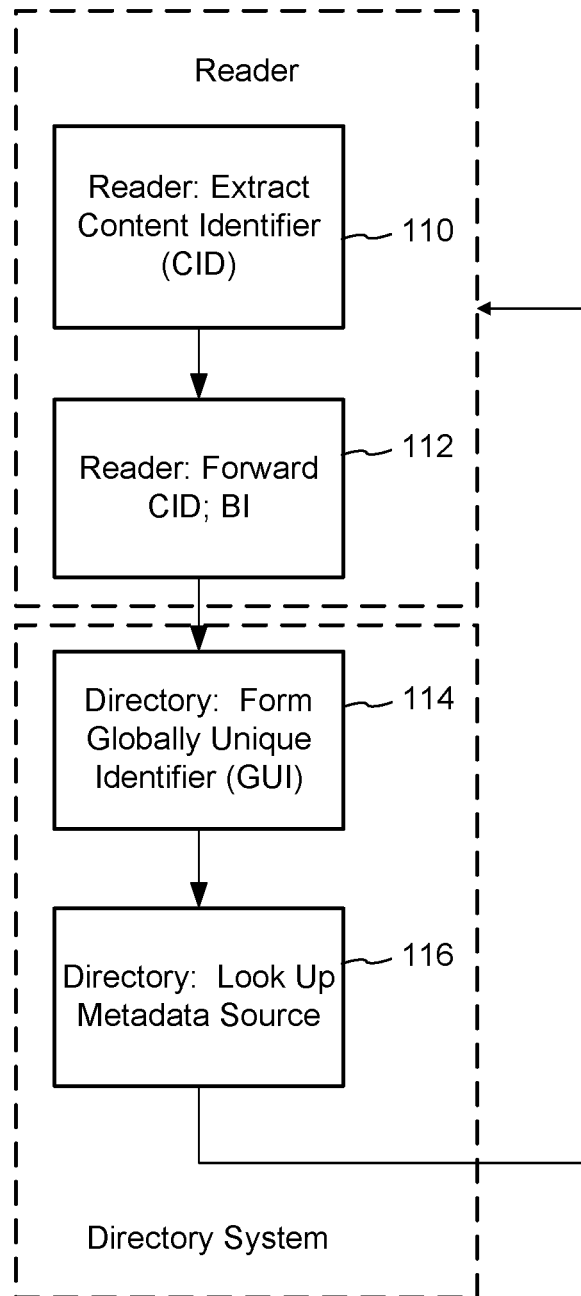 Reader
Reader: Extract
Content Identifier
(CID)
110
Reader: Forward
CID; BI
112
Directory: Form
Globally Unique
Identifier (GUI)
114
Directory: Look Up
Metadada Source
116
Directory System